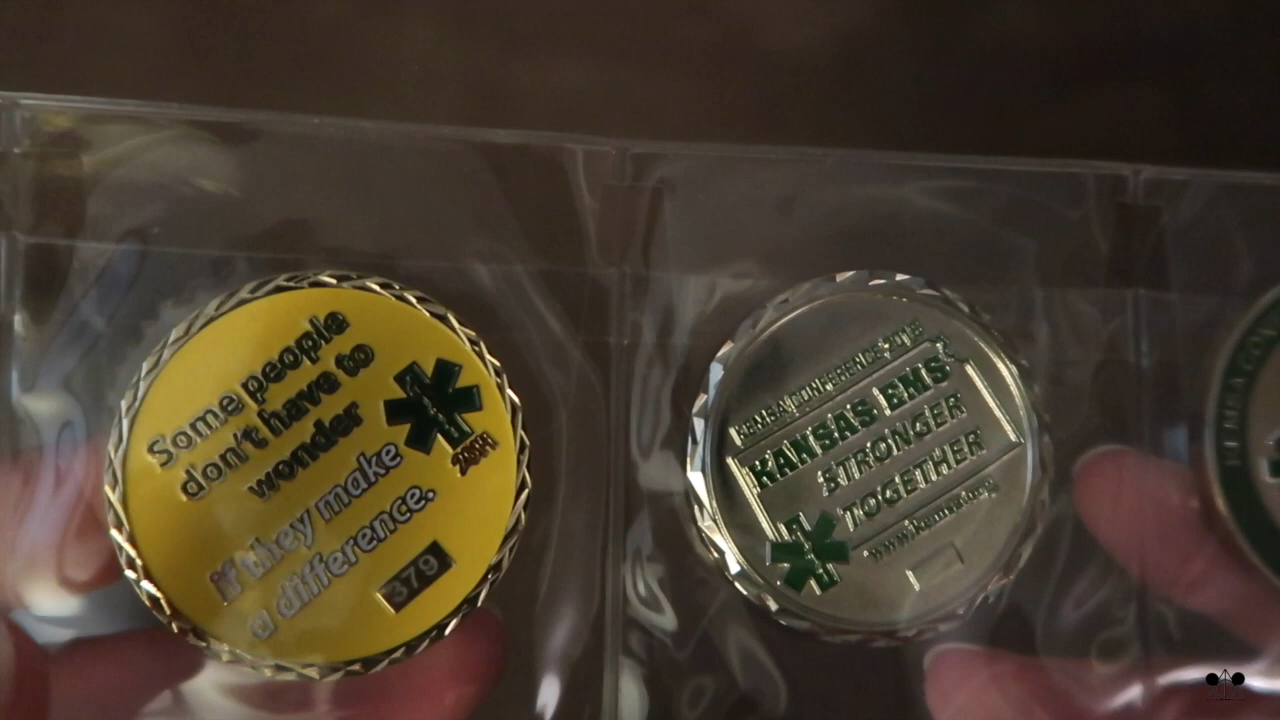 Some people
don't have to
wonder
if they make
a difference.
379
KEMSA CONFERENCE
KANSAS EMS
STRONGER
TOGETHER
www.kemsa.org